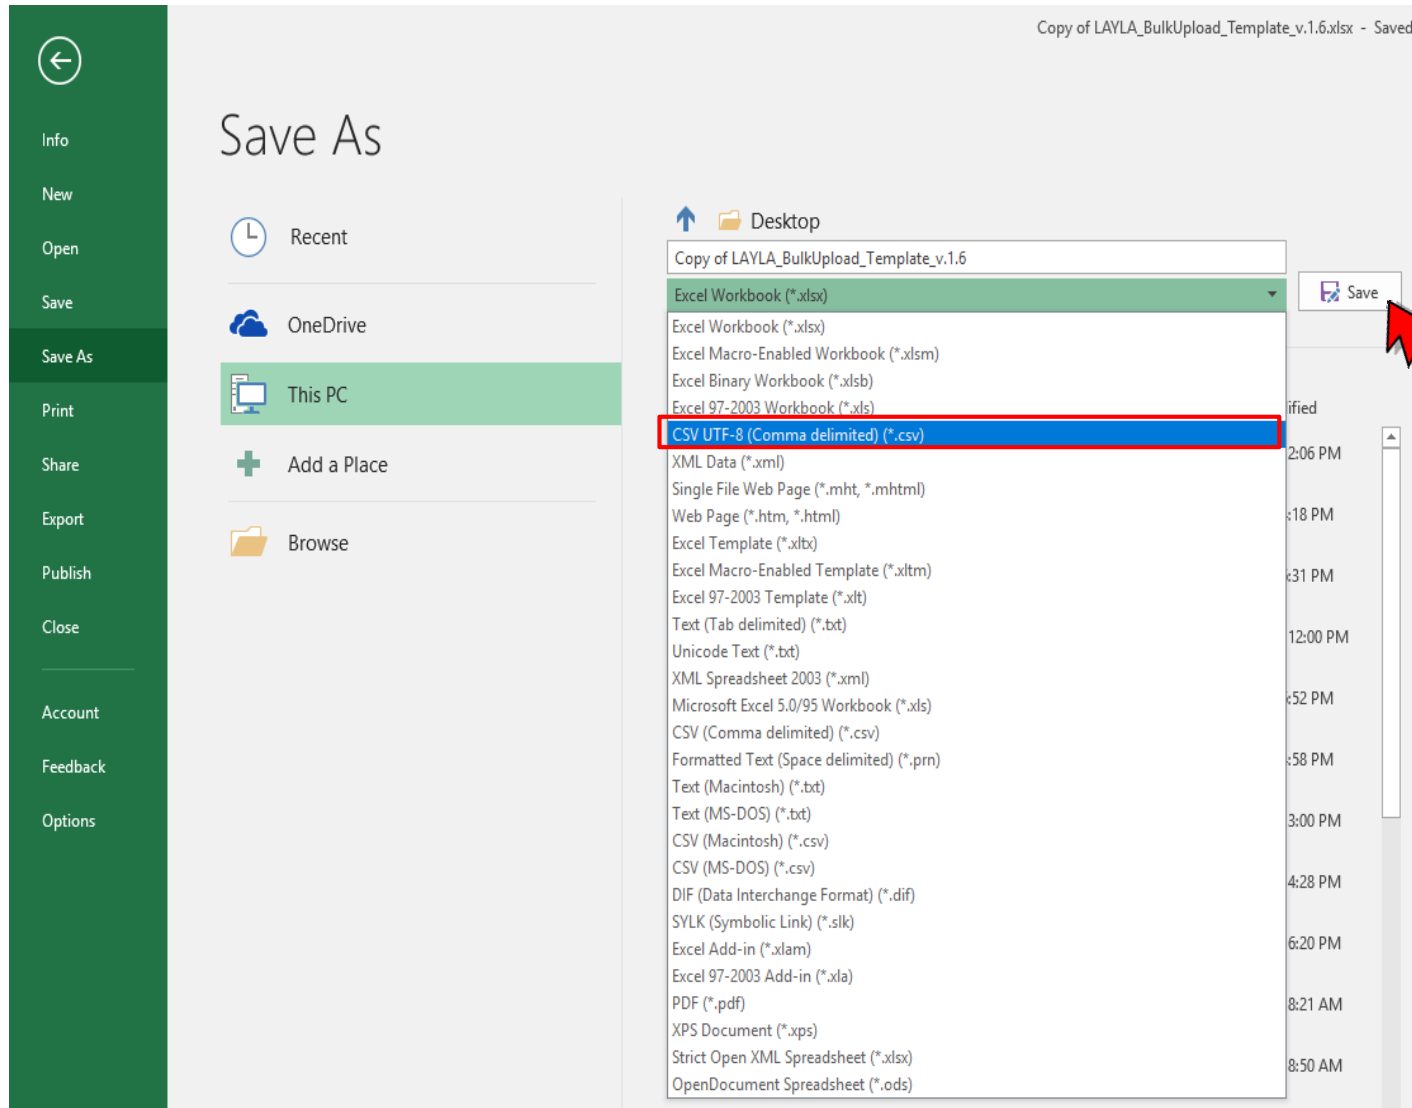 Copy of LAYLA_BulkUpload_Template_v.1.6.xlsx - Saved
Info
New
Open
Save
Save As
Print
Share
Export
Publish
Close
Account
Feedback
Options
Save As
Recent
OneDrive
This PC
Add a Place
Browse
Desktop
Copy of LAYLA_BulkUpload_Template_v.1.6
Excel Workbook (*.xlsx)
Save
Excel Workbook (*.xlsx)
Excel Macro-Enabled Workbook (*.xlsm)
Excel Binary Workbook (*.xlsb)
Excel 97-2003 Workbook (*.xls)
CSV UTF-8 (Comma delimited) (*.csv)
XML Data (*.xml)
Single File Web Page (*.mht, *.mhtml)
Web Page (*.htm, *.html)
Excel Template (*.xltx)
Excel Macro-Enabled Template (*.xltm)
Excel 97-2003 Template (*.xlt)
Text (Tab delimited) (*.txt)
Unicode Text (*.txt)
XML Spreadsheet 2003 (*.xml)
Microsoft Excel 5.0/95 Workbook (*.xls)
CSV (Comma delimited) (*.csv)
Formatted Text (Space delimited) (*.prn)
Text (Macintosh) (*.txt)
Text (MS-DOS) (*.txt)
CSV (Macintosh) (*.csv)
CSV (MS-DOS) (*.csv)
DIF (Data Interchange Format) (*.dif)
SYLK (Symbolic Link) (*.slk)
Excel Add-in (*.xlam)
Excel 97-2003 Add-in (*.xla)
PDF (*.pdf)
XPS Document (*.xps)
Strict Open XML Spreadsheet (*.xlsx)
OpenDocument Spreadsheet (*.ods)
ified
2:06 PM
:18 PM
:31 PM
12:00 PM
:52 PM
:58 PM
3:00 PM
4:28 PM
6:20 PM
8:21 AM
8:50 AM